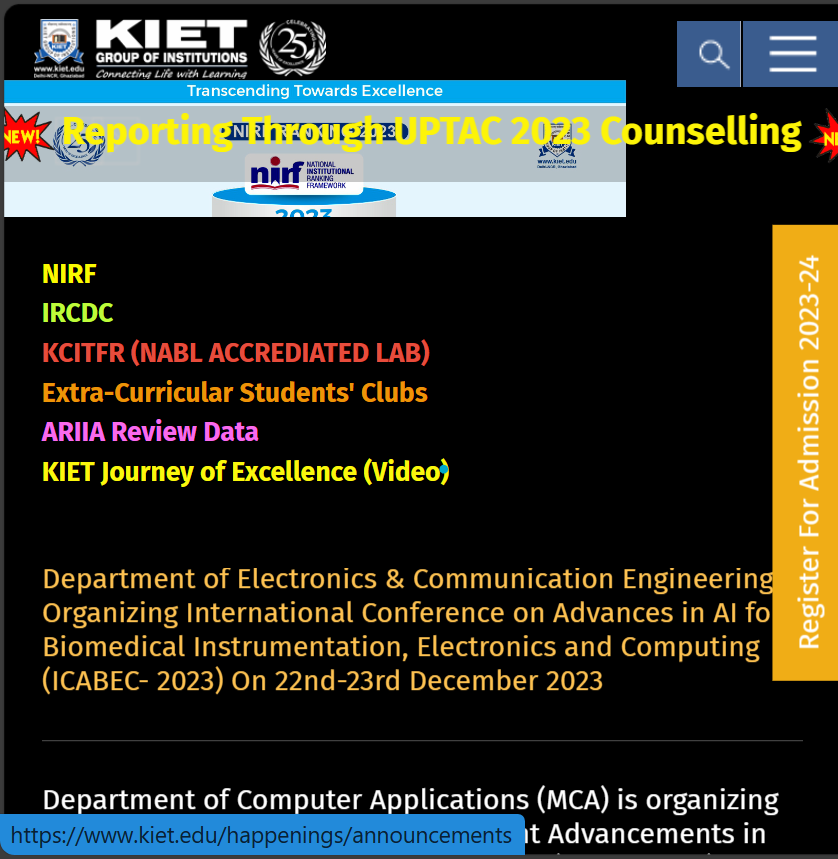 KIET
GROUP OF INSTITUTIONS
Connecting Life with Learning
www.kiet.edu
Delhi-NCR, Ghaziabad
25
Transcending Towards Excellence
NEW! Reporting Through UPTAC 2023 Counselling
NIRF RANKING 2023
www.kiet.edu
nirf NATIONAL
INSTITUTIONAL
RANKING
FRAMEWORK
2023
NIRF
IRCDC
KCITFR (NABL ACCREDIATED LAB)
Extra-Curricular Students' Clubs
ARIIA Review Data
KIET Journey of Excellence (Video)
Register For Admission 2023-24
Department of Electronics & Communication Engineering
Organizing International Conference on Advances in AI fo
Biomedical Instrumentation, Electronics and Computing
(ICABEC- 2023) On 22nd-23rd December 2023
Department of Computer Applications (MCA) is organizing
nt Advancements in
https://www.kiet.edu/happenings/announcements